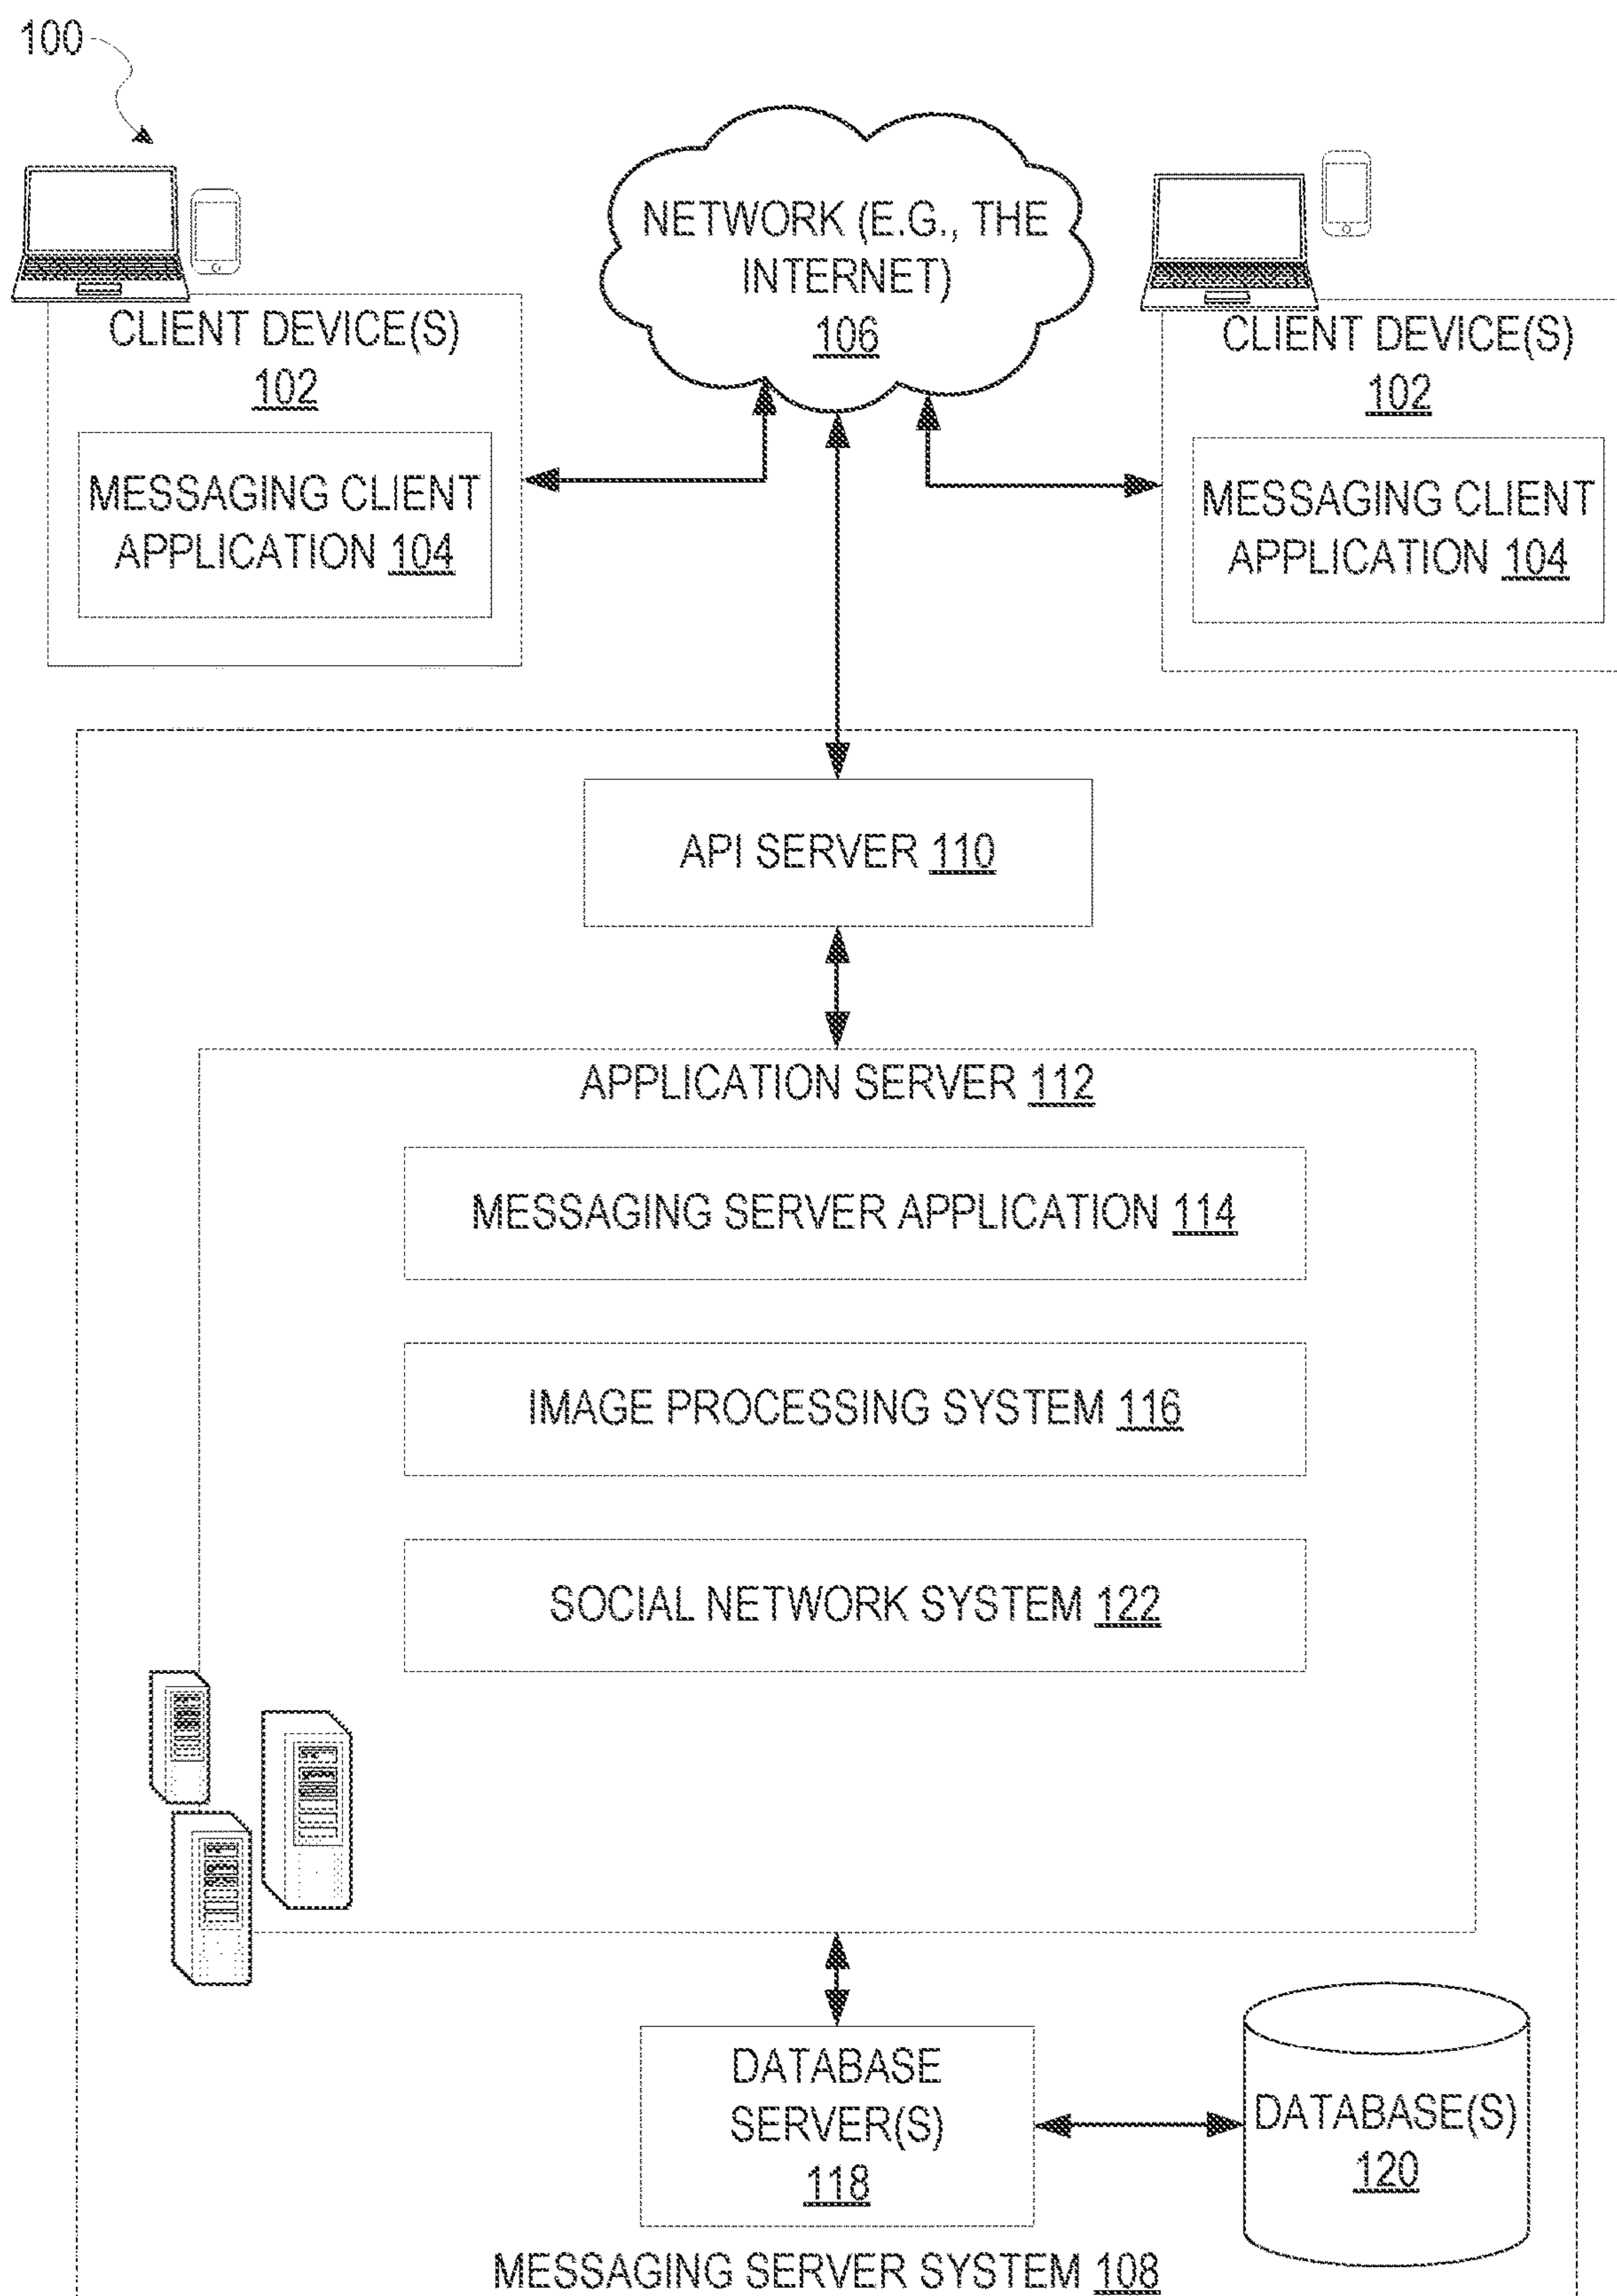 100
NETWORK (E.G., THE
INTERNET)
106
CLIENT DEVICE(S)
102
MESSAGING CLIENT
APPLICATION 104
CLIENT DEVICE(S)
102
MESSAGING CLIENT
APPLICATION 104
API SERVER 110
APPLICATION SERVER 112
MESSAGING SERVER APPLICATION 114
IMAGE PROCESSING SYSTEM 116
SOCIAL NETWORK SYSTEM 122
DATABASE
SERVER(S)
118
DATABASE(S)
120
MESSAGING SERVER SYSTEM 108